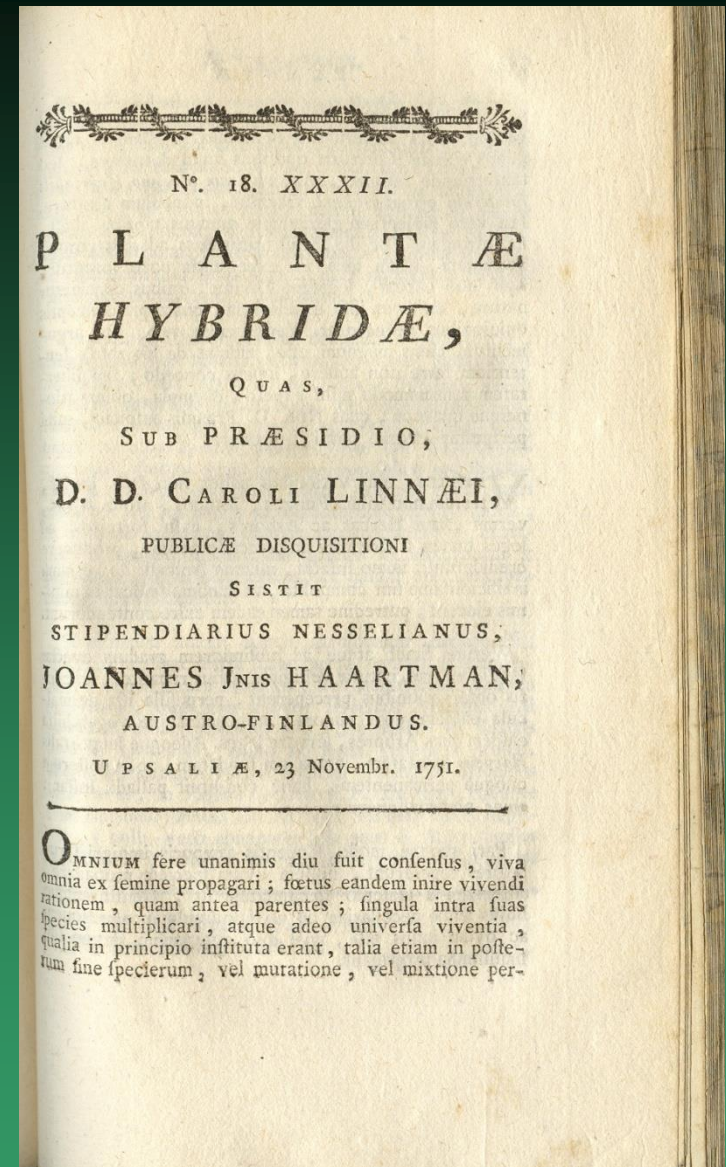 Nº. 18. XXXII.
PLANTÆ
HYBRIDÆ,
QUAS,
SUB PRÆSIDIO,
D. D. CAROLI LINNÆI,
PUBLICÆ DISQUISITIONI
SISTIT
STIPENDIARIUS NESSELIANUS,
JOANNES JNIS HAARTMAN,
AUSTRO-FINLANDUS.
UPSALIÆ, 23 Novembr. 1751.
OMNIUM fere unanimis diu fuit conſenſus, viva
omnia ex ſemine propagari; fœtus eandem inire vivendi
rationem, quam antea parentes; ſingula intra ſuas
ſpecies multiplicari, atque adeo univerſa viventia,
qualia in principio inſtituta erant, talia etiam in poſte-
rum ſine ſpecierum, vel mutatione, vel mixtione per-